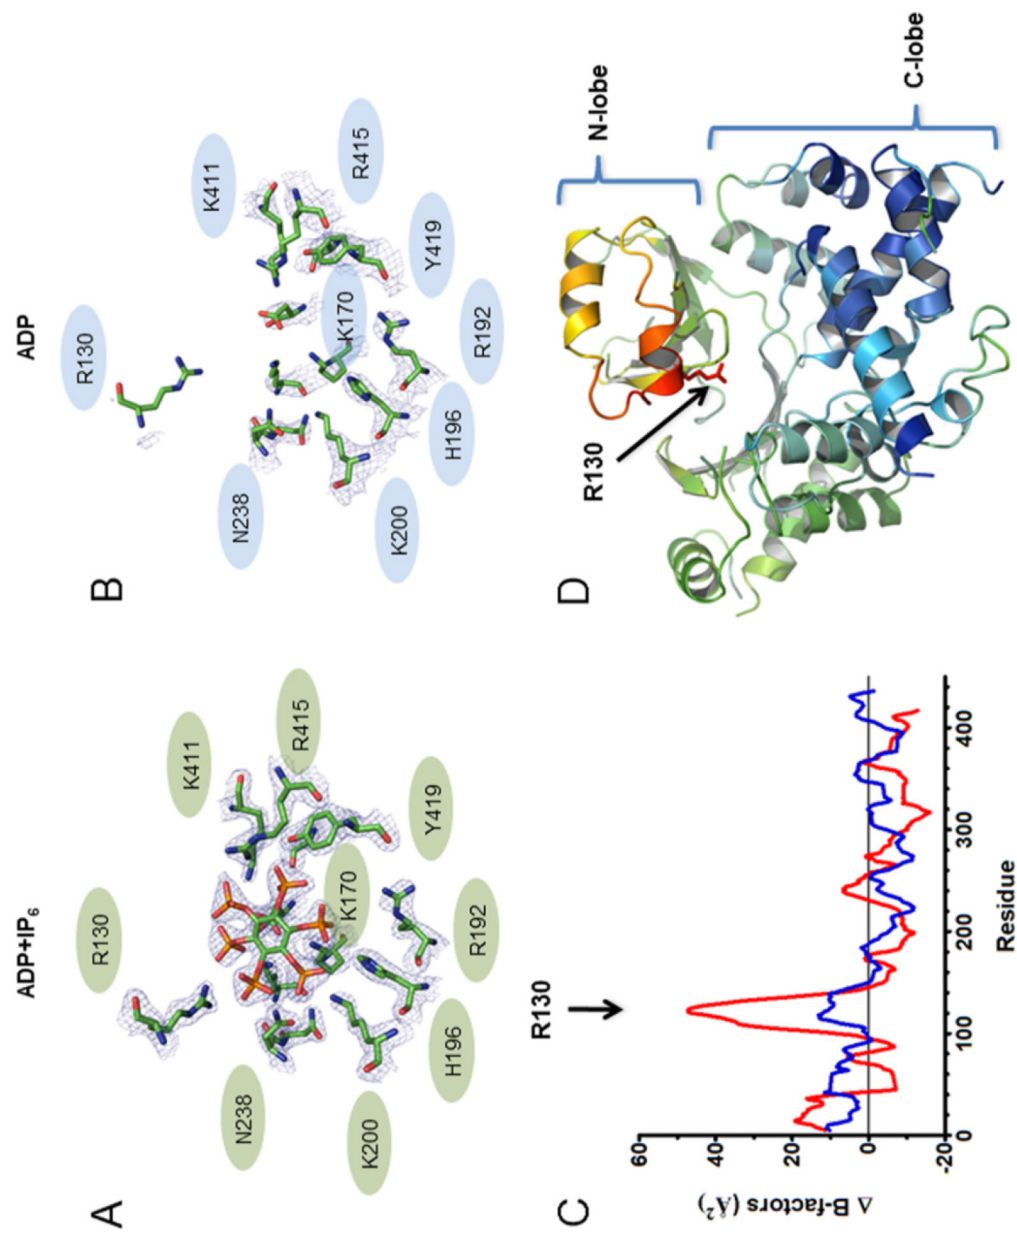 A
ADP+IP6
R130
K411
R415
N238
K170
Y419
K200
H196
R192
B
ADP
R130
K411
R415
N238
K170
Y419
K200
H196
R192
C
R130
Δ B-factors (Å²)
60
40
20
0
-20
0
100
200
300
400
Residue
D
N-lobe
R130
C-lobe